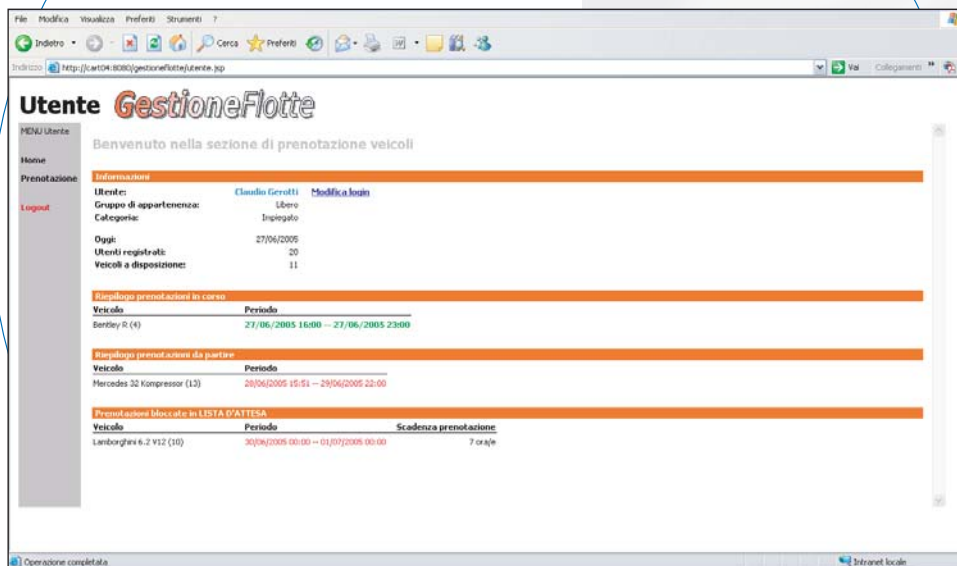 File Modifica Visualizza Preferiti Strumenti ?
Indietro Cerca Preferiti
Indirizzo http://cart04:8080/gestioneflotte/utente.jsp Vai Collegamenti »
Utente GestioneFlotte
MENU Utente
Home
Prenotazione
Logout
Benvenuto nella sezione di prenotazione veicoli
Informazioni
Utente: Claudio Gerotti Modifica login
Gruppo di appartenenza: Libero
Categoria: Impiegato
Oggi: 27/06/2005
Utenti registrati: 20
Veicoli a disposizione: 11
Riepilogo prenotazioni in corso
Veicolo Periodo
Bentley R (4) 27/06/2005 16:00 -- 27/06/2005 23:00
Riepilogo prenotazioni da partire
Veicolo Periodo
Mercedes 32 Kompressor (13) 28/06/2005 15:51 -- 29/06/2005 22:00
Prenotazioni bloccate in LISTA D'ATTESA
Veicolo Periodo Scadenza prenotazione
Lamborghini 6.2 V12 (10) 30/06/2005 00:00 -- 01/07/2005 00:00 7 ora/e
Operazione completata Intranet locale